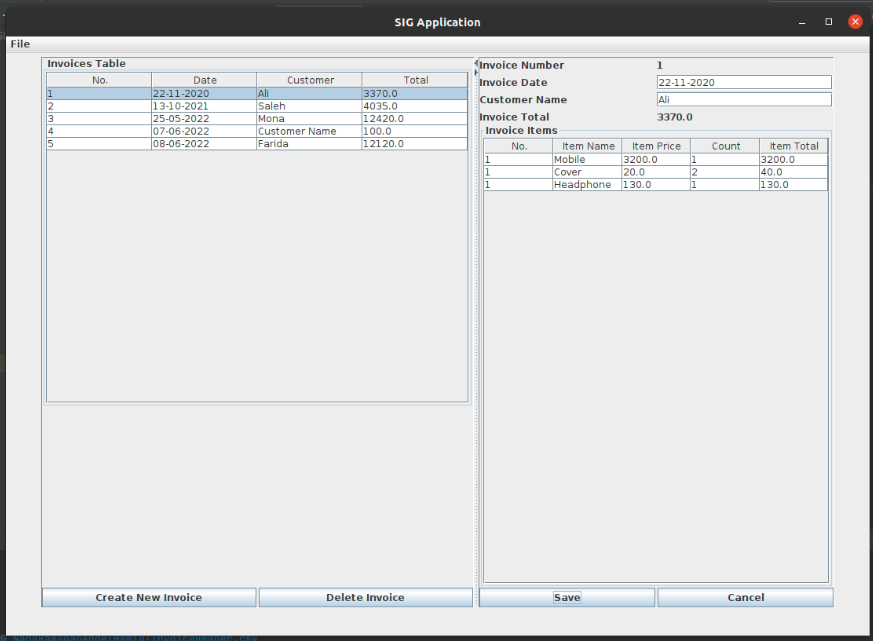 SIG Application
File
Invoices Table
No. Date Customer Total
1 22-11-2020 Ali 3370.0
2 13-10-2021 Saleh 4035.0
3 25-05-2022 Mona 12420.0
4 07-06-2022 Customer Name 100.0
5 08-06-2022 Farida 12120.0
Create New Invoice Delete Invoice
Invoice Number 1
Invoice Date 22-11-2020
Customer Name Ali
Invoice Total 3370.0
Invoice Items
No. Item Name Item Price Count Item Total
1 Mobile 3200.0 1 3200.0
1 Cover 20.0 2 40.0
1 Headphone 130.0 1 130.0
Save Cancel